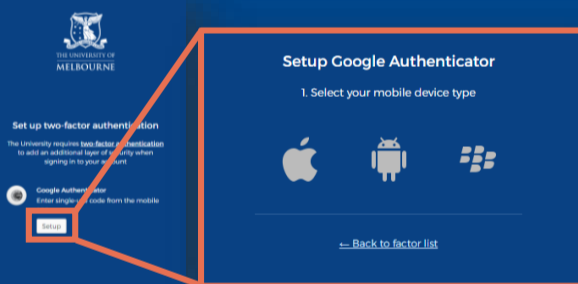 THE UNIVERSITY OF
MELBOURNE
Set up two-factor authentication
The University requires two-factor authentication
to add an additional layer of security when
signing in to your account
Google Authenticator
Enter single-use code from the mobile
Setup
Setup Google Authenticator
1. Select your mobile device type
← Back to factor list